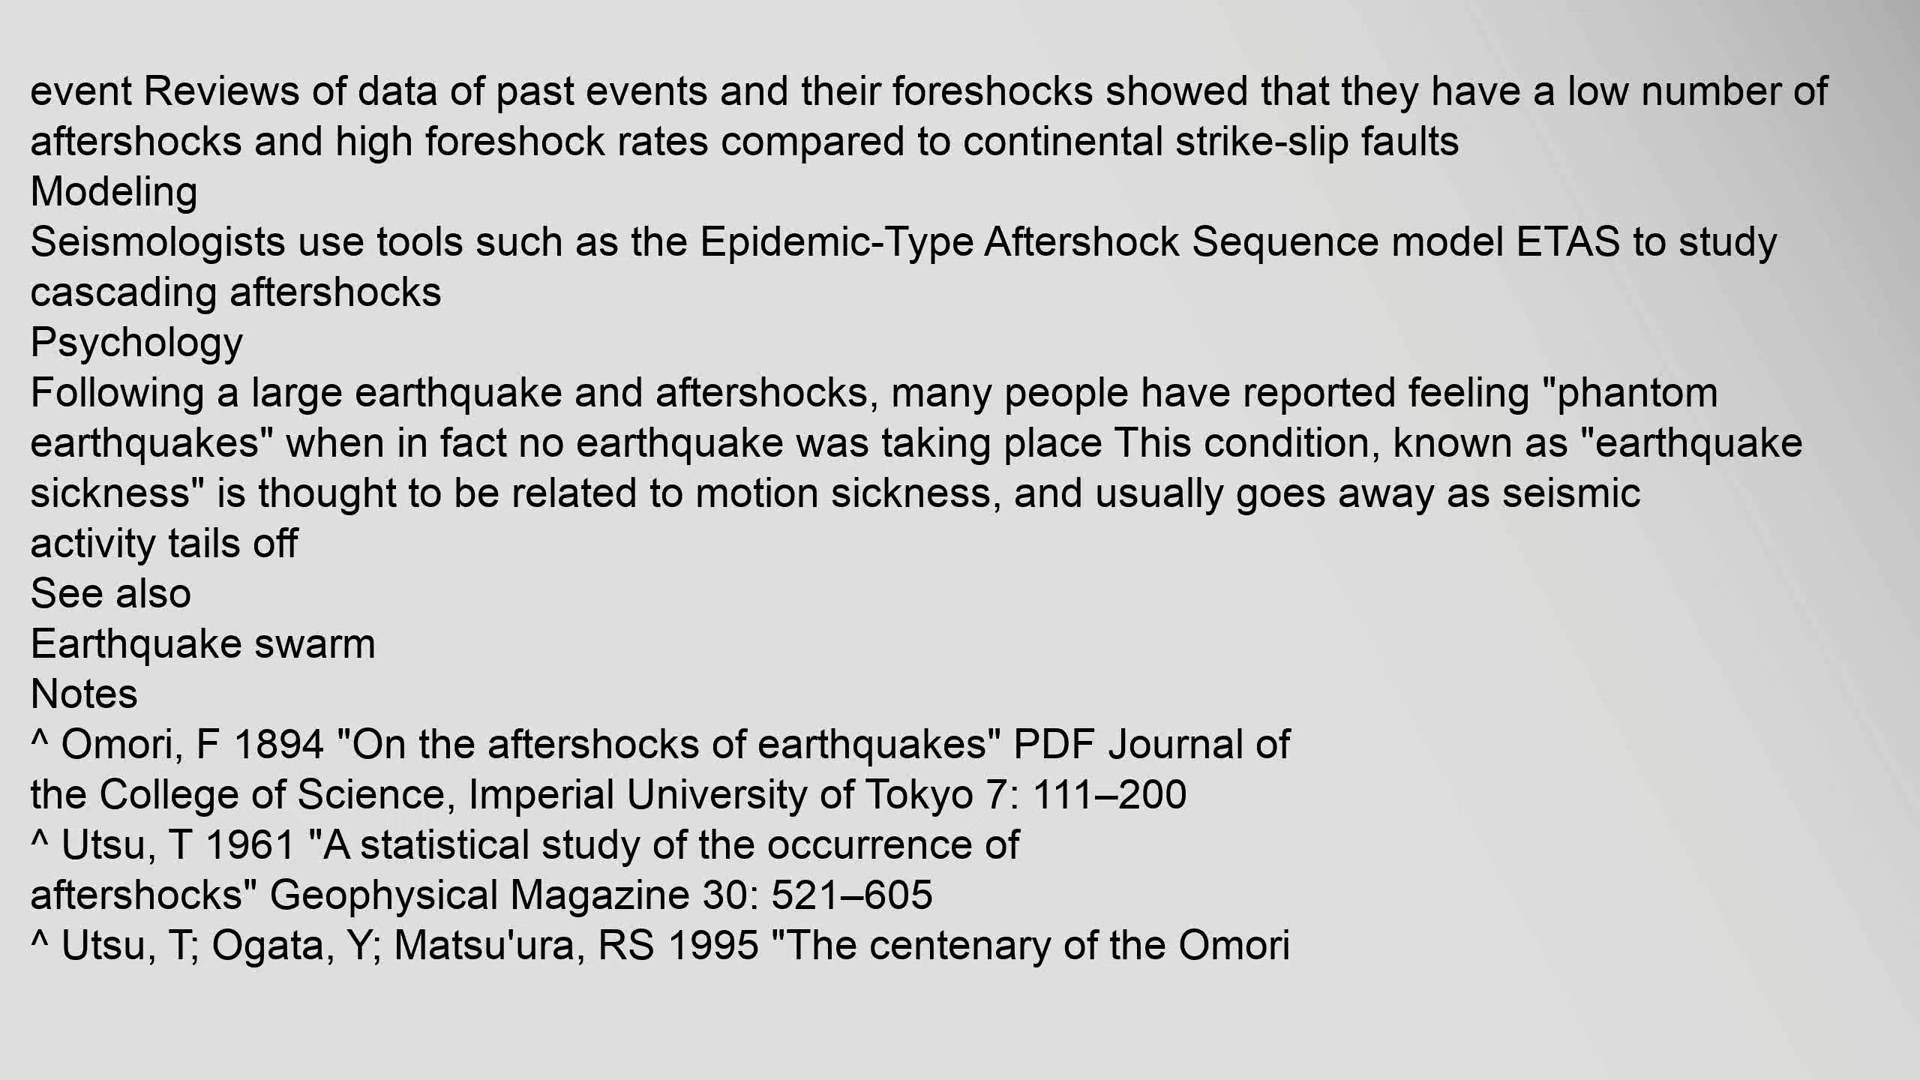 event Reviews of data of past events and their foreshocks showed that they have a low number of
aftershocks and high foreshock rates compared to continental strike-slip faults
Modeling
Seismologists use tools such as the Epidemic-Type Aftershock Sequence model ETAS to study
cascading aftershocks
Psychology
Following a large earthquake and aftershocks, many people have reported feeling "phantom
earthquakes" when in fact no earthquake was taking place This condition, known as "earthquake
sickness" is thought to be related to motion sickness, and usually goes away as seismic
activity tails off
See also
Earthquake swarm
Notes
^ Omori, F 1894 "On the aftershocks of earthquakes" PDF Journal of
the College of Science, Imperial University of Tokyo 7: 111–200
^ Utsu, T 1961 "A statistical study of the occurrence of
aftershocks" Geophysical Magazine 30: 521–605
^ Utsu, T; Ogata, Y; Matsu'ura, RS 1995 "The centenary of the Omori